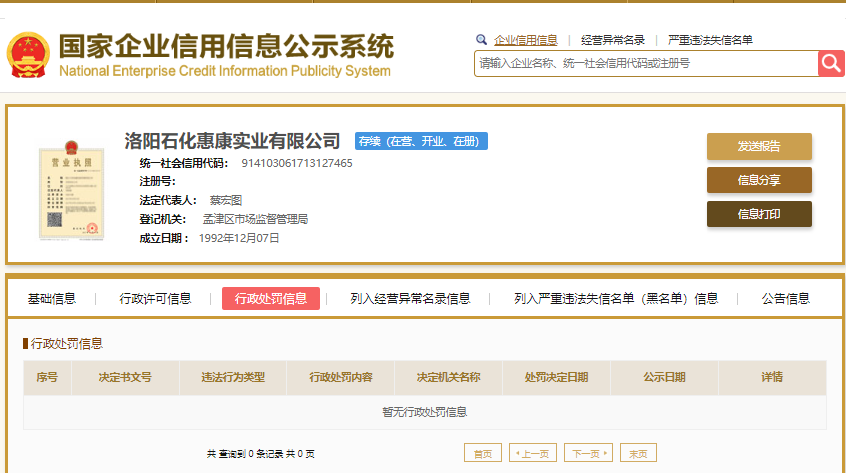 国家企业信用信息公示系统
National Enterprise Credit Information Publicity System
企业信用信息 | 经营异常名录 | 严重违法失信名单
请输入企业名称、统一社会信用代码或注册号
营业执照
洛阳石化惠康实业有限公司 存续（在营、开业、在册）
统一社会信用代码： 914103061713127465
注册号：
法定代表人： 蔡宏图
登记机关： 孟津区市场监督管理局
成立日期： 1992年12月07日
发送报告
信息分享
信息打印
基础信息 | 行政许可信息 | 行政处罚信息 | 列入经营异常名录信息 | 列入严重违法失信名单（黑名单）信息 | 公告信息
行政处罚信息
序号 决定书文号 违法行为类型 行政处罚内容 决定机关名称 处罚决定日期 公示日期 详情
暂无行政处罚信息
共 查询到 0 条记录 共 0 页 首页 上一页 下一页 末页